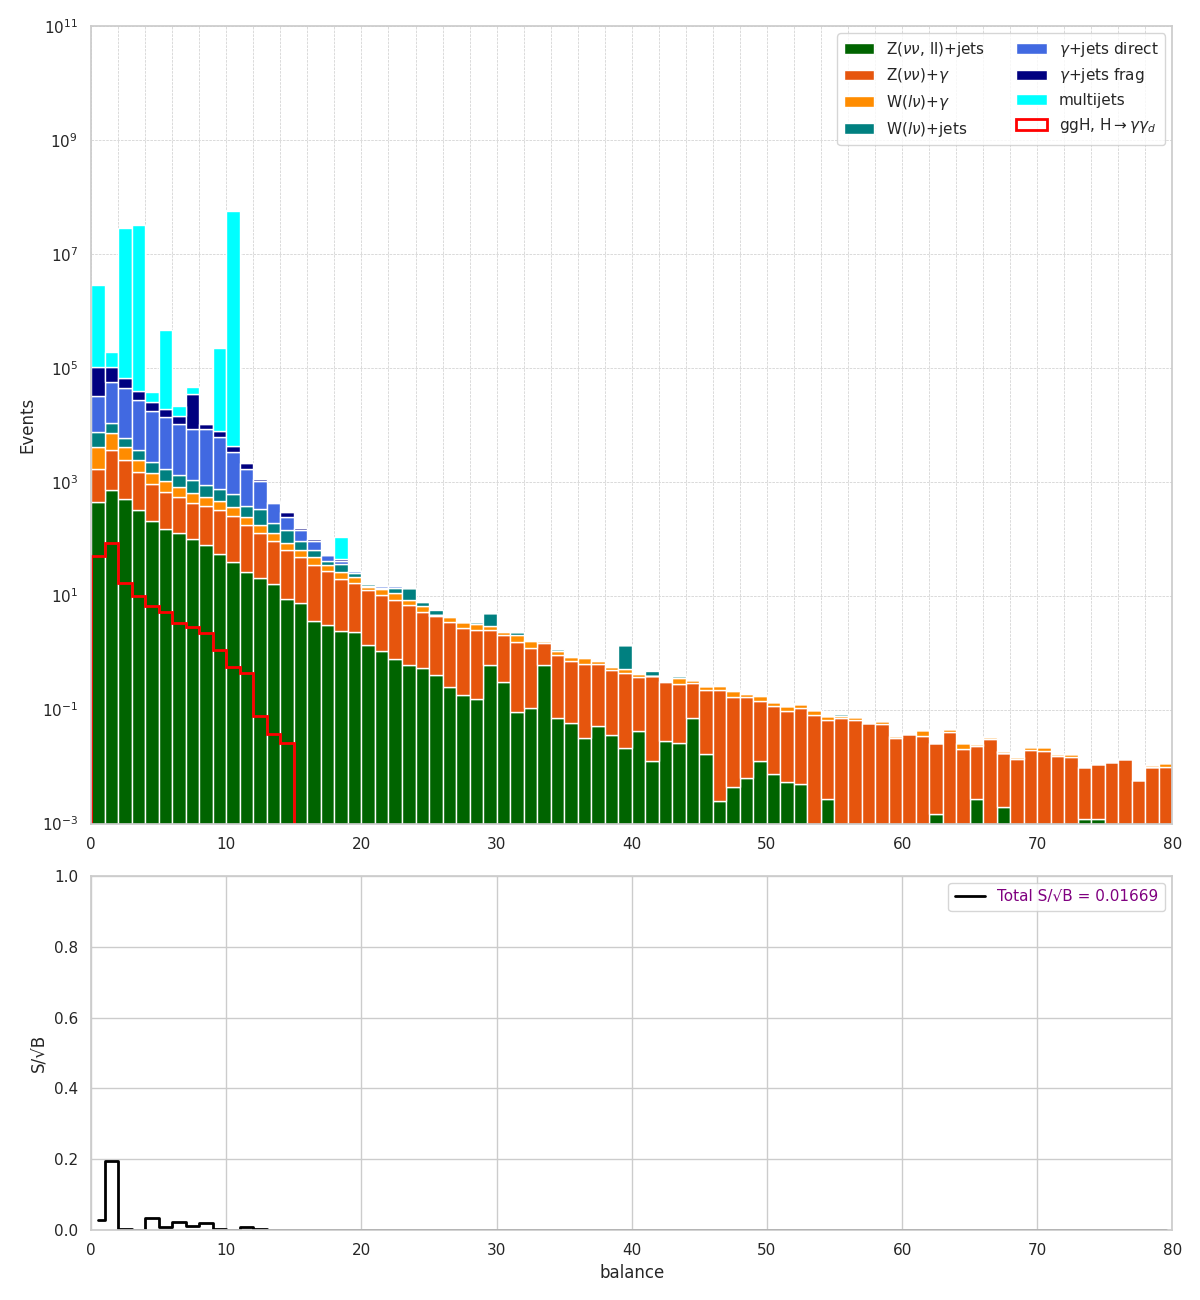 10¹¹
10⁹
10⁷
10⁵
10³
10¹
10⁻¹
10⁻³
Events
Z(νν, ll)+jets
Z(νν)+γ
W(lν)+γ
W(lν)+jets
γ+jets direct
γ+jets frag
multijets
ggH, H→γγ_d
0 10 20 30 40 50 60 70 80
1.0
0.8
0.6
0.4
0.2
0.0
S/√B
Total S/√B = 0.01669
0 10 20 30 40 50 60 70 80
balance